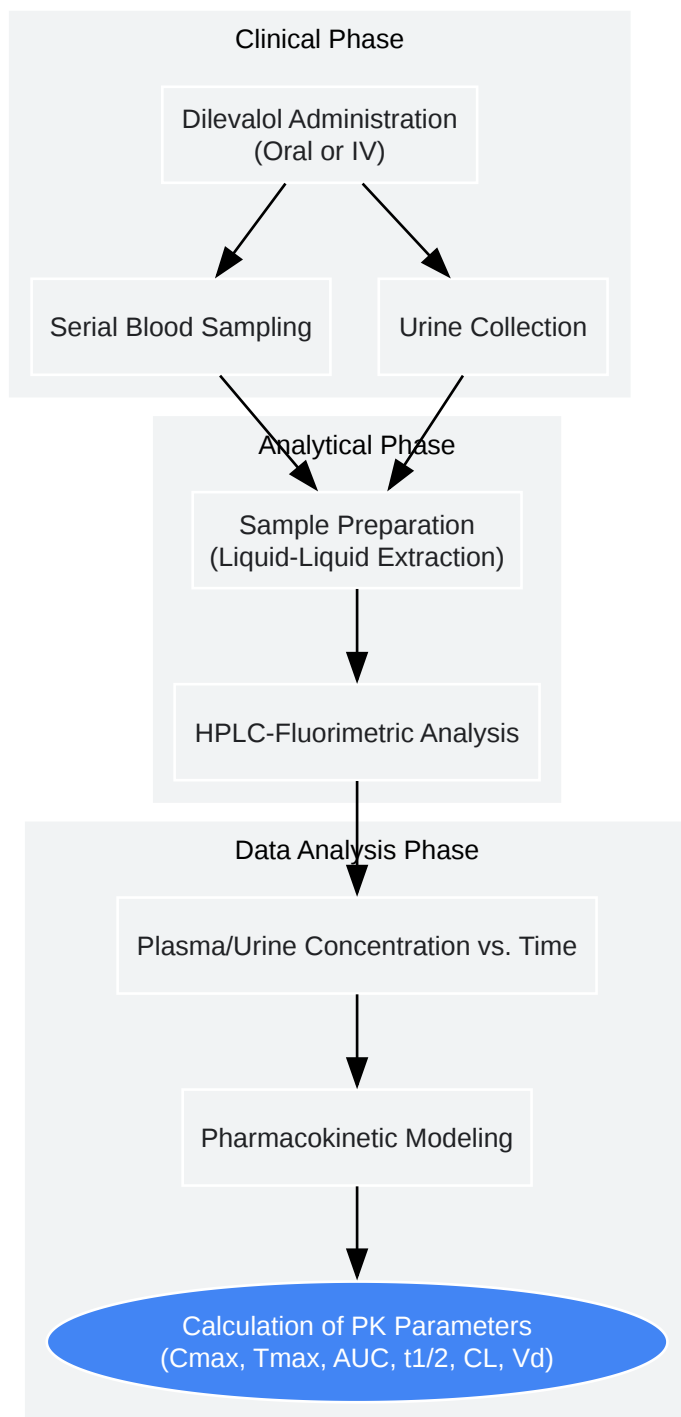 Clinical Phase
Dilevalol Administration
(Oral or IV)
Serial Blood Sampling
Urine Collection
Analytical Phase
Sample Preparation
(Liquid-Liquid Extraction)
HPLC-Fluorimetric Analysis
Data Analysis Phase
Plasma/Urine Concentration vs. Time
Pharmacokinetic Modeling
Calculation of PK Parameters
(Cmax, Tmax, AUC, t1/2, CL, Vd)